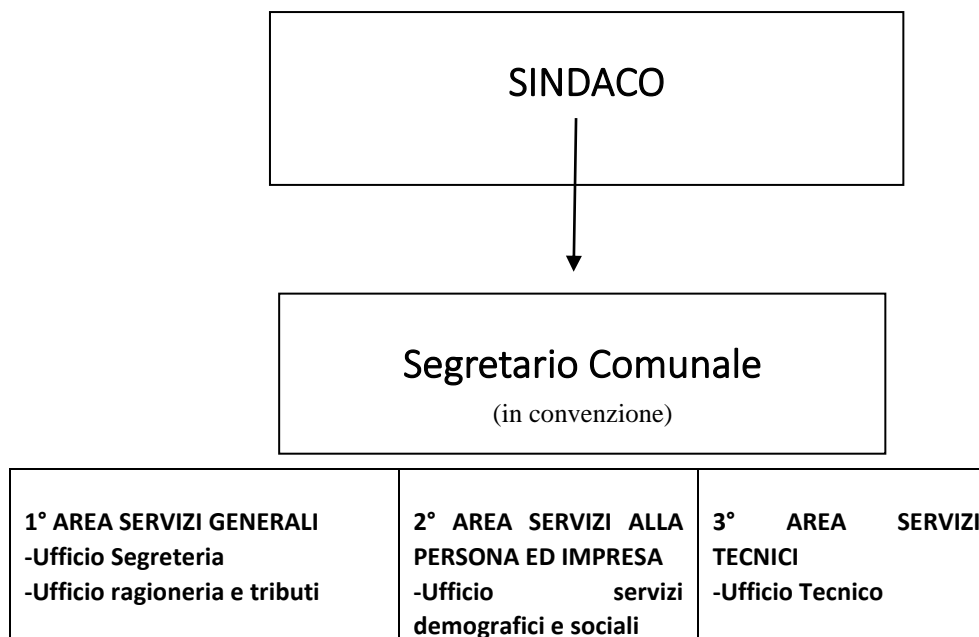 SINDACO
Segretario Comunale
(in convenzione)
1° AREA SERVIZI GENERALI
-Ufficio Segreteria
-Ufficio ragioneria e tributi
2° AREA SERVIZI ALLA
PERSONA ED IMPRESA
-Ufficio servizi
demografici e sociali
3° AREA SERVIZI
TECNICI
-Ufficio Tecnico